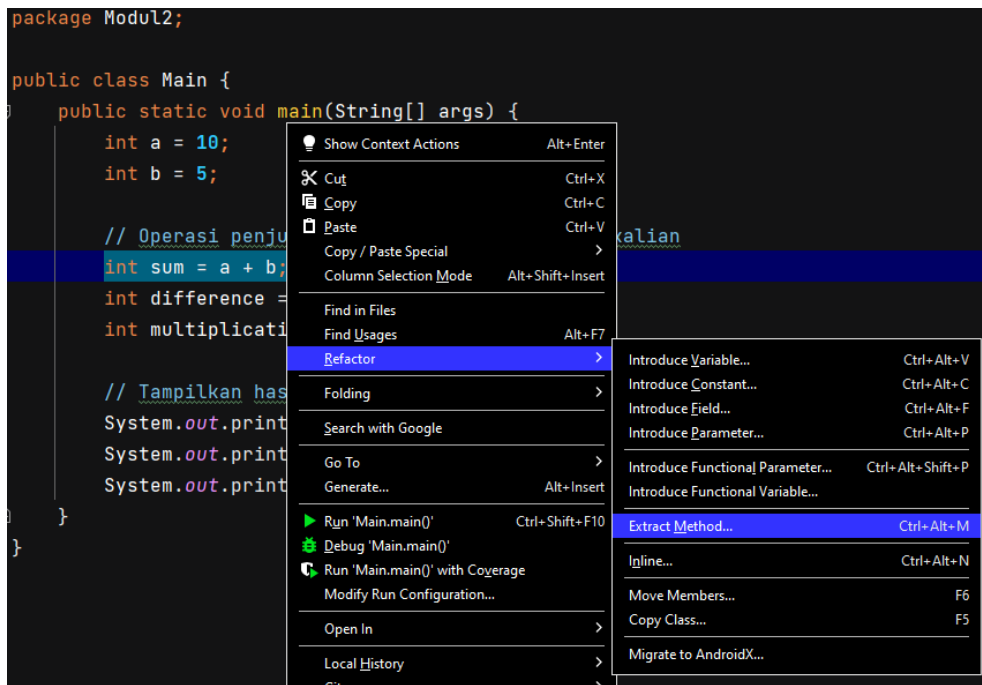 package Modul2;
public class Main {
public static void main(String[] args) {
int a = 10;
int b = 5;
// Operasi penju
kalian
int sum = a + b;
int difference =
int multiplicati
// Tampilkan has
System.out.print
System.out.print
System.out.print
}
}
Show Context Actions Alt+Enter
Cut Ctrl+X
Copy Ctrl+C
Paste Ctrl+V
Copy / Paste Special
Column Selection Mode Alt+Shift+Insert
Find in Files
Find Usages Alt+F7
Refactor
Folding
Search with Google
Go To
Generate... Alt+Insert
Run 'Main.main()' Ctrl+Shift+F10
Debug 'Main.main()'
Run 'Main.main()' with Coverage
Modify Run Configuration...
Open In
Local History
Introduce Variable... Ctrl+Alt+V
Introduce Constant... Ctrl+Alt+C
Introduce Field... Ctrl+Alt+F
Introduce Parameter... Ctrl+Alt+P
Introduce Functional Parameter... Ctrl+Alt+Shift+P
Introduce Functional Variable...
Extract Method... Ctrl+Alt+M
Inline... Ctrl+Alt+N
Move Members... F6
Copy Class... F5
Migrate to AndroidX...